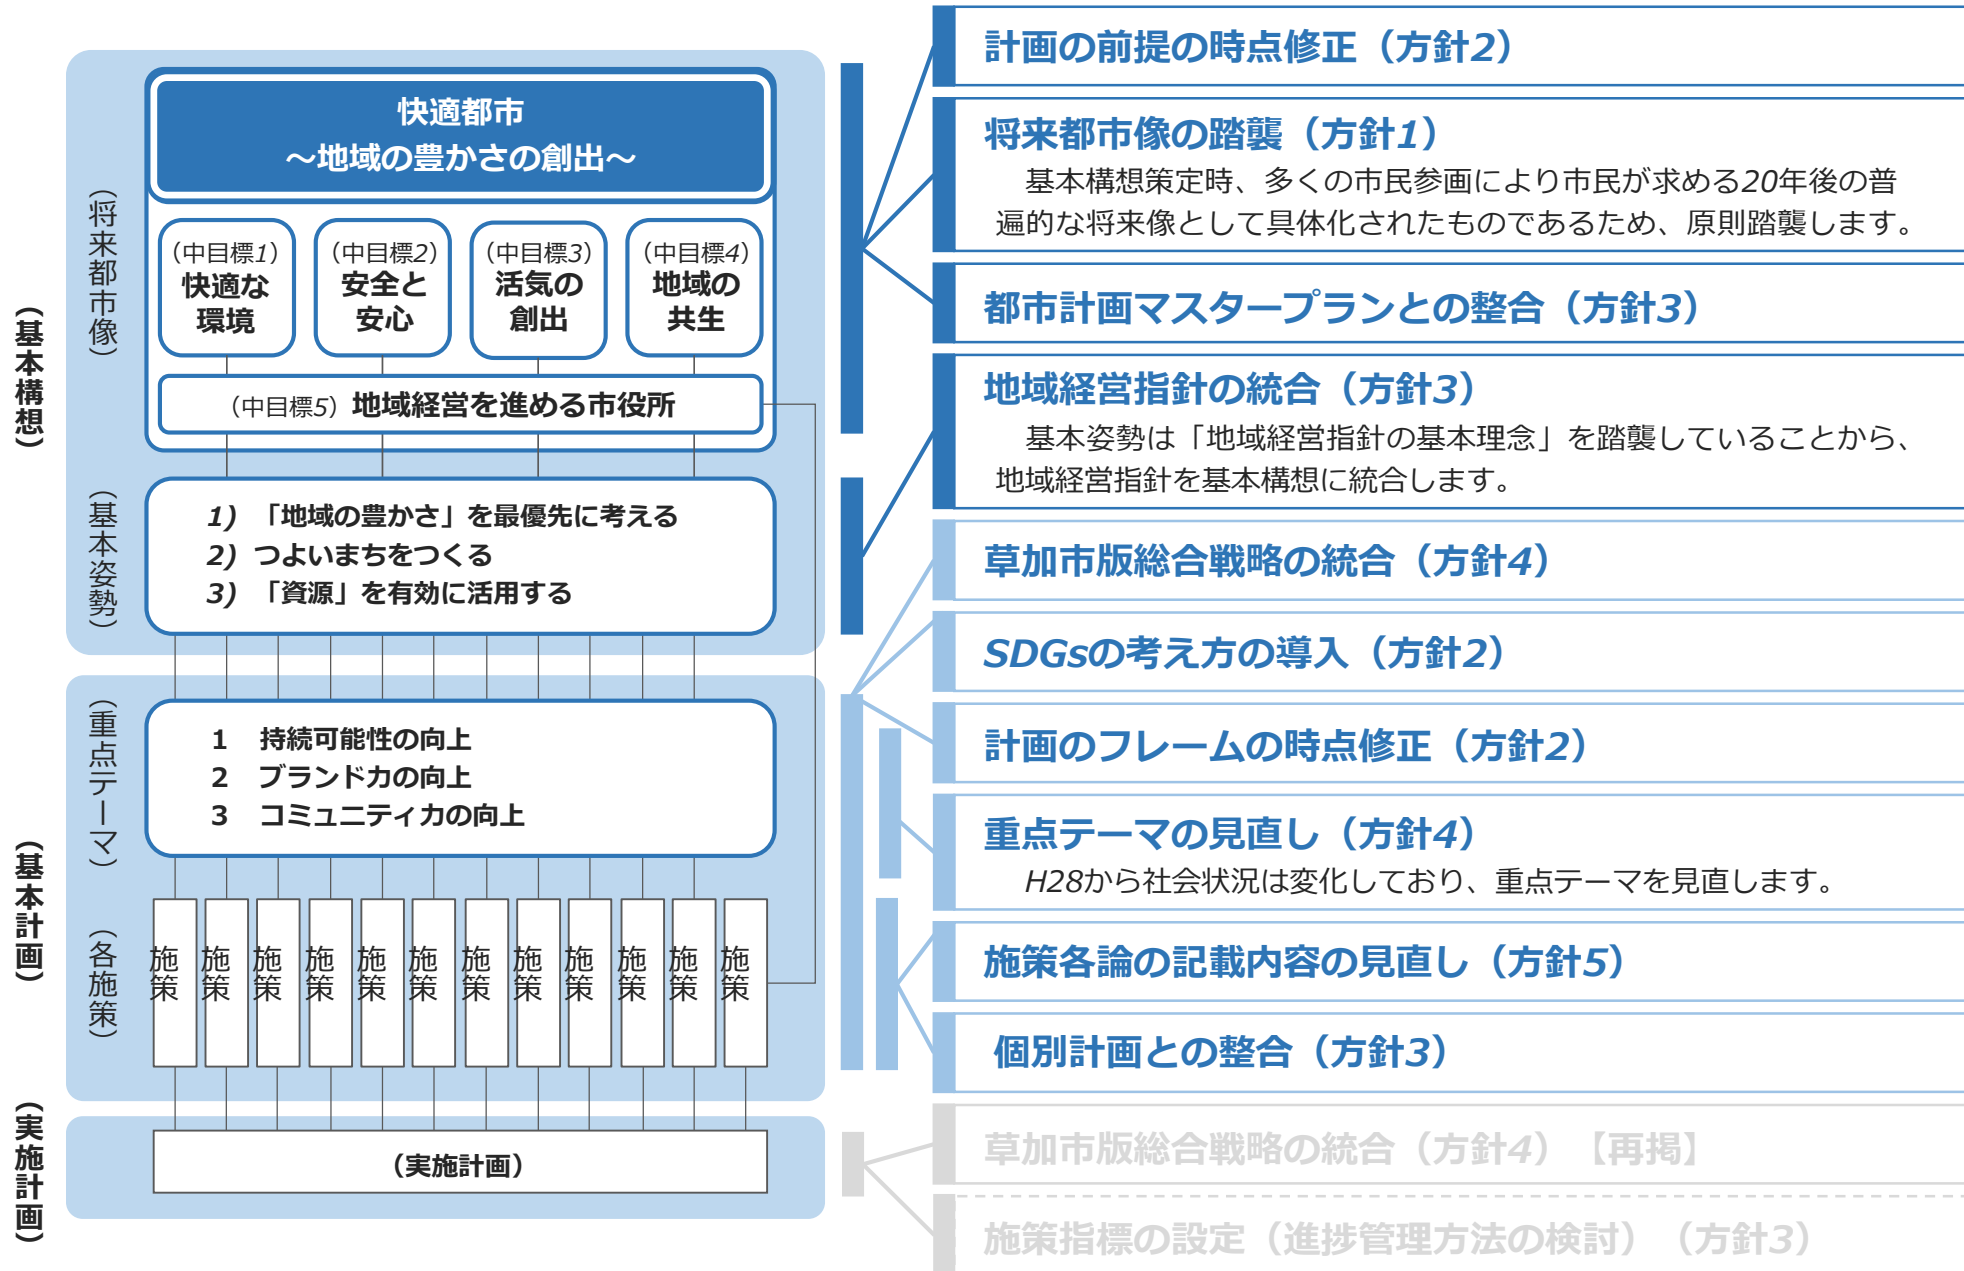 （基本構想）
（将来都市像）
快適都市
～地域の豊かさの創出～
（中目標1）
快適な
環境
（中目標2）
安全と
安心
（中目標3）
活気の
創出
（中目標4）
地域の
共生
（中目標5）地域経営を進める市役所
（基本姿勢）
1）「地域の豊かさ」を最優先に考える
2）つよいまちをつくる
3）「資源」を有効に活用する
（基本計画）
（重点テーマ）
1 持続可能性の向上
2 ブランド力の向上
3 コミュニティ力の向上
（各施策）
施策
施策
施策
施策
施策
施策
施策
施策
施策
施策
施策
施策
（実施計画）
（実施計画）
計画の前提の時点修正（方針2）
将来都市像の踏襲（方針1）
基本構想策定時、多くの市民参画により市民が求める20年後の普
遍的な将来像として具体化されたものであるため、原則踏襲します。
都市計画マスタープランとの整合（方針3）
地域経営指針の統合（方針3）
基本姿勢は「地域経営指針の基本理念」を踏襲していることから、
地域経営指針を基本構想に統合します。
草加市版総合戦略の統合（方針4）
SDGsの考え方の導入（方針2）
計画のフレームの時点修正（方針2）
重点テーマの見直し（方針4）
H28から社会状況は変化しており、重点テーマを見直します。
施策各論の記載内容の見直し（方針5）
個別計画との整合（方針3）
草加市版総合戦略の統合（方針4）【再掲】
施策指標の設定（進捗管理方法の検討）（方針3）